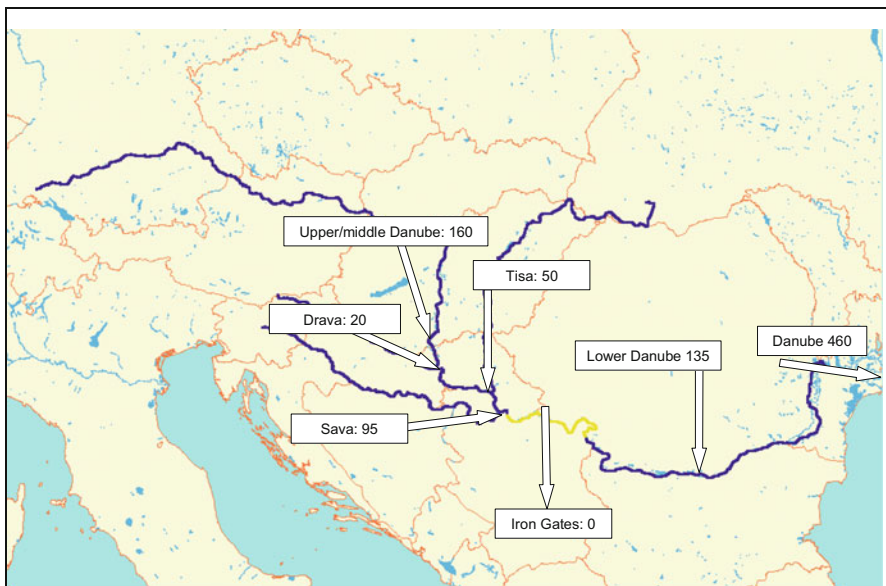 Upper/middle Danube: 160
Tisa: 50
Drava: 20
Danube 460
Lower Danube 135
Sava: 95
Iron Gates: 0